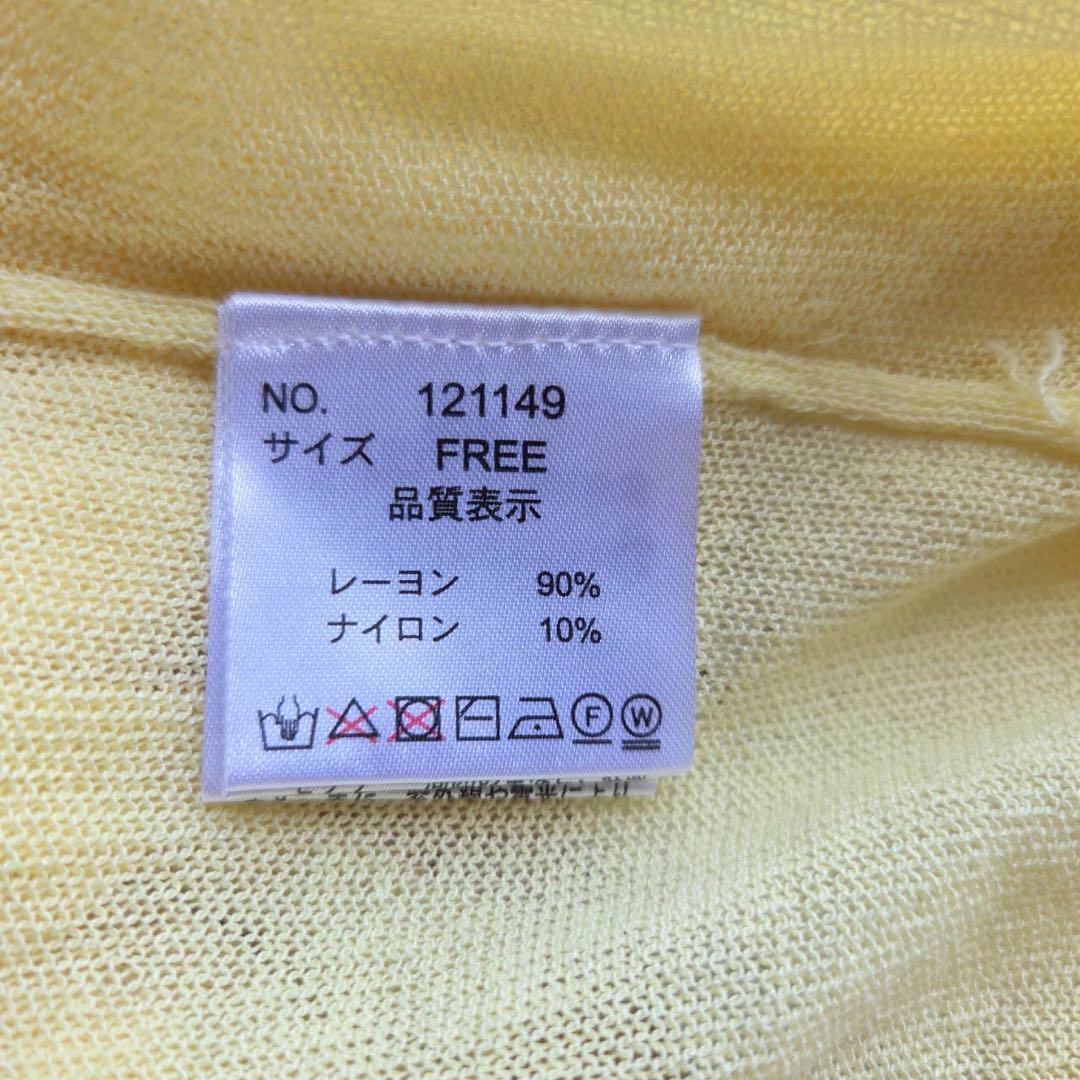 NO. 121149
サイズ FREE
品質表示
レーヨン 90%
ナイロン 10%
F W